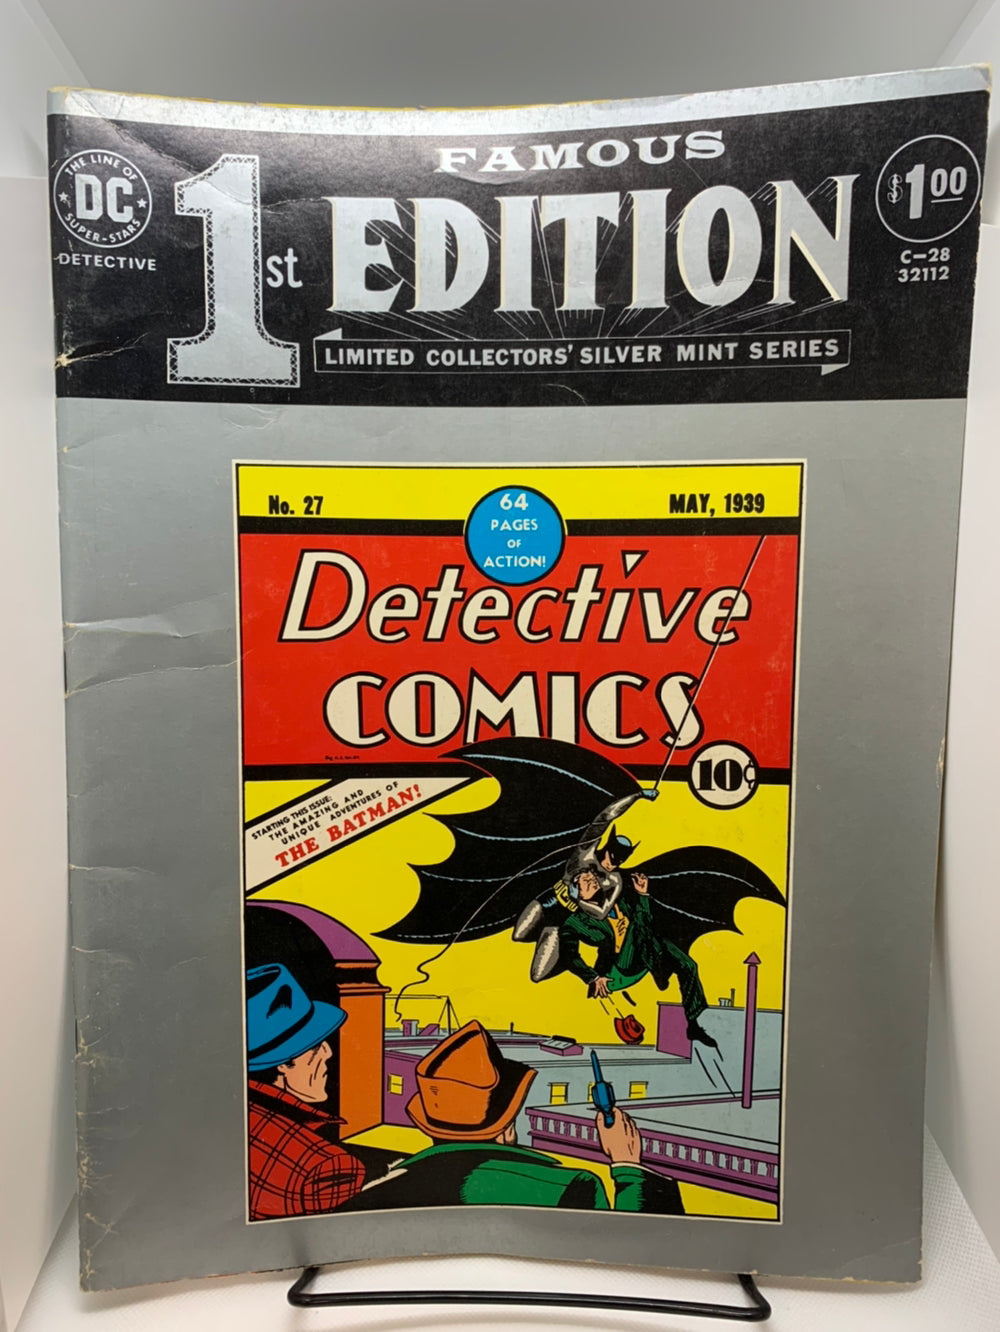 FAMOUS
1st EDITION
LIMITED COLLECTORS' SILVER MINT SERIES
THE LINE OF
DC
SUPER-STARS
DETECTIVE
$1.00
C-28
32112
No. 27
64
PAGES
OF
ACTION!
MAY, 1939
Detective
COMICS
10¢
STARTING THIS ISSUE:
THE AMAZING AND
UNIQUE ADVENTURES OF
THE BATMAN!